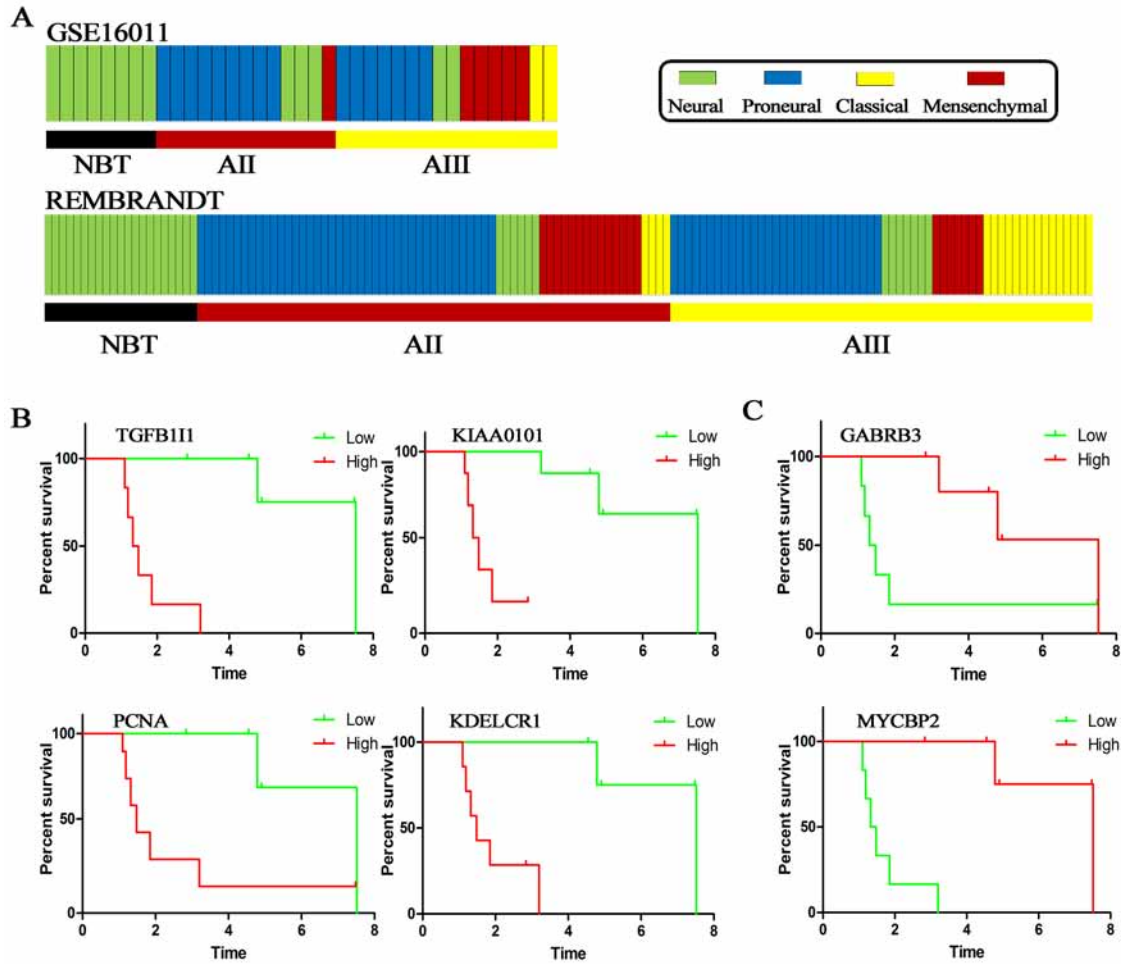 A
GSE16011
Neural Proneural Classical Mensenchymal
NBT AII AIII
REMBRANDT
NBT AII AIII
B
TGFB1I1
Low
High
Percent survival
100
50
0
0 2 4 6 8
Time
KIAA0101
Low
High
Percent survival
100
50
0
0 2 4 6 8
Time
C
GABRB3
Low
High
Percent survival
100
50
0
0 2 4 6 8
Time
PCNA
Low
High
Percent survival
100
50
0
0 2 4 6 8
Time
KDELCR1
Low
High
Percent survival
100
50
0
0 2 4 6 8
Time
MYCBP2
Low
High
Percent survival
100
50
0
0 2 4 6 8
Time